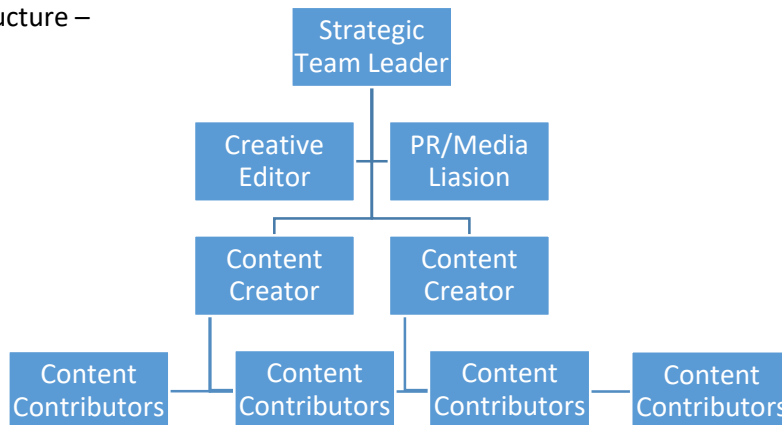 ucture –
Strategic
Team Leader
Creative
Editor
PR/Media
Liasion
Content
Creator
Content
Creator
Content
Contributors
Content
Contributors
Content
Contributors
Content
Contributors